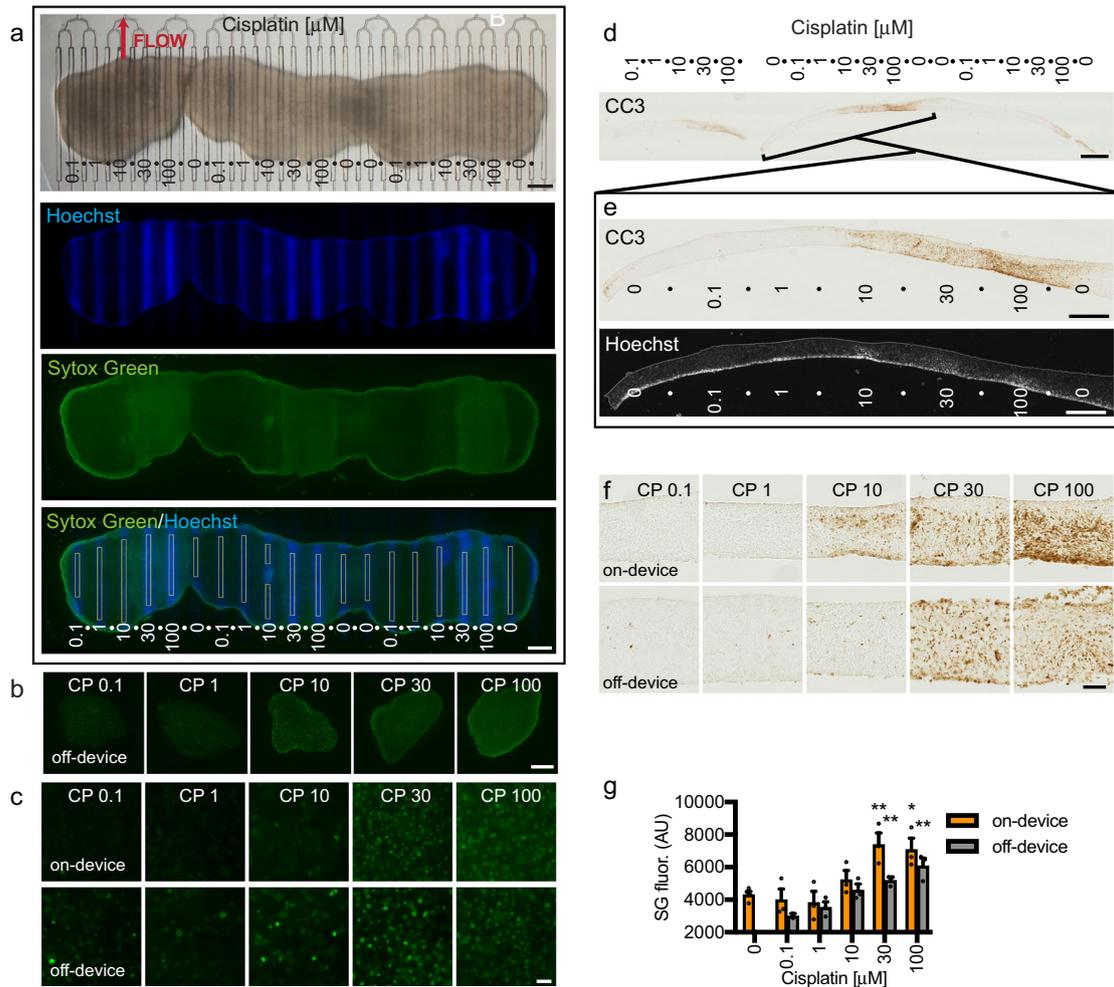 a
B
Cisplatin [µM]
FLOW
0.1 • 1 • 10 • 30 • 100 • 0 • 0.1 • 1 • 10 • 30 • 100 • 0 • 0 • 0.1 • 1 • 10 • 30 • 100 • 0 •
Hoechst
Sytox Green
Sytox Green/Hoechst
0.1 • 1 • 10 • 30 • 100 • 0 • 0.1 • 1 • 10 • 30 • 100 • 0 • 0 • 0.1 • 1 • 10 • 30 • 100 • 0
b
CP 0.1 CP 1 CP 10 CP 30 CP 100
off-device
c
CP 0.1 CP 1 CP 10 CP 30 CP 100
on-device
off-device
d
Cisplatin [µM]
0.1 • 1 • 10 • 30 • 100 • 0 • 0.1 • 1 • 10 • 30 • 100 • 0 • 0 • 0.1 • 1 • 10 • 30 • 100 • 0
CC3
e
CC3
0 • 0.1 • 1 • 10 • 30 • 100 • 0
Hoechst
0 • 0.1 • 1 • 10 • 30 • 100 • 0
f
CP 0.1 CP 1 CP 10 CP 30 CP 100
on-device
off-device
g
10000
8000
6000
4000
2000
SG fluor. (AU)
** ** * **
on-device
off-device
0 0.1 1 10 30 100
Cisplatin [µM]